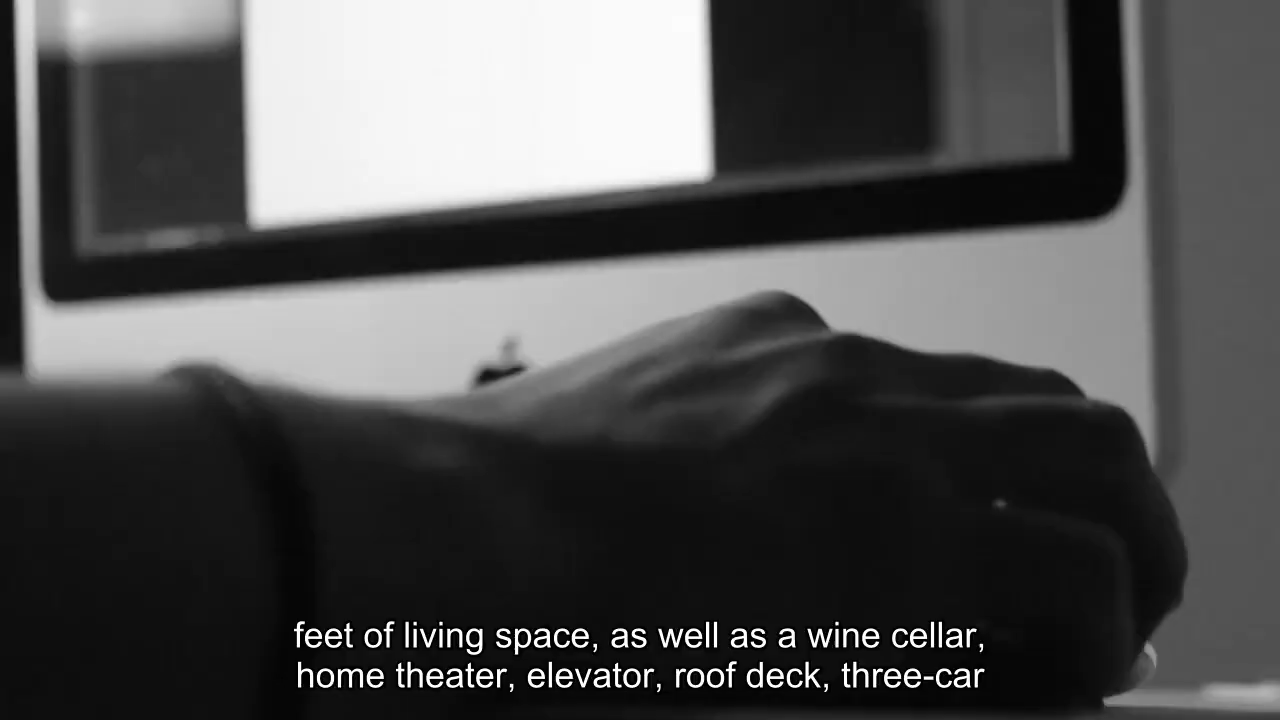 feet of living space, as well as a wine cellar,
home theater, elevator, roof deck, three-car